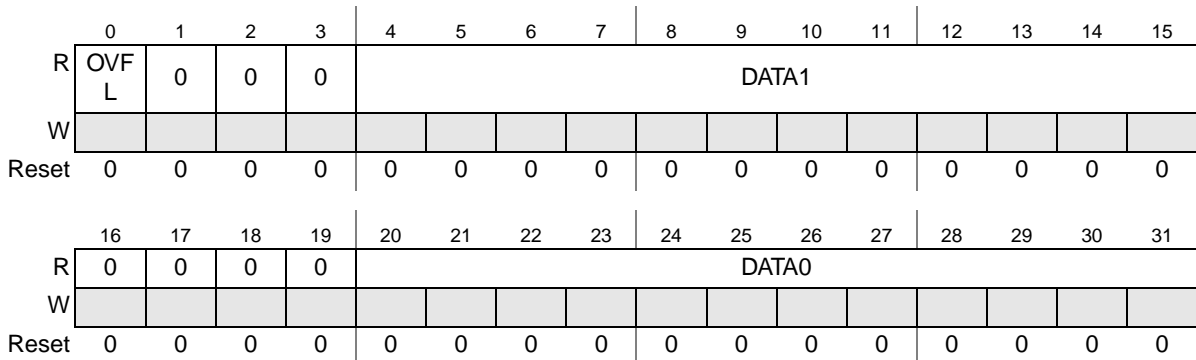 0 1 2 3 4 5 6 7 8 9 10 11 12 13 14 15
R OVF
L 0 0 0 DATA1
W
Reset 0 0 0 0 0 0 0 0 0 0 0 0 0 0 0 0
16 17 18 19 20 21 22 23 24 25 26 27 28 29 30 31
R 0 0 0 0 DATA0
W
Reset 0 0 0 0 0 0 0 0 0 0 0 0 0 0 0 0